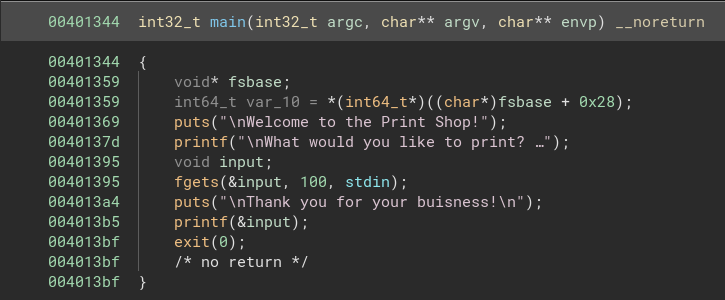 00401344 int32_t main(int32_t argc, char** argv, char** envp) __noreturn
00401344 {
00401359 void* fsbase;
00401359 int64_t var_10 = *(int64_t*)((char*)fsbase + 0x28);
00401369 puts("\nWelcome to the Print Shop!");
0040137d printf("\nWhat would you like to print? …");
00401395 void input;
00401395 fgets(&input, 100, stdin);
004013a4 puts("\nThank you for your buisness!\n");
004013b5 printf(&input);
004013bf exit(0);
004013bf /* no return */
004013bf }